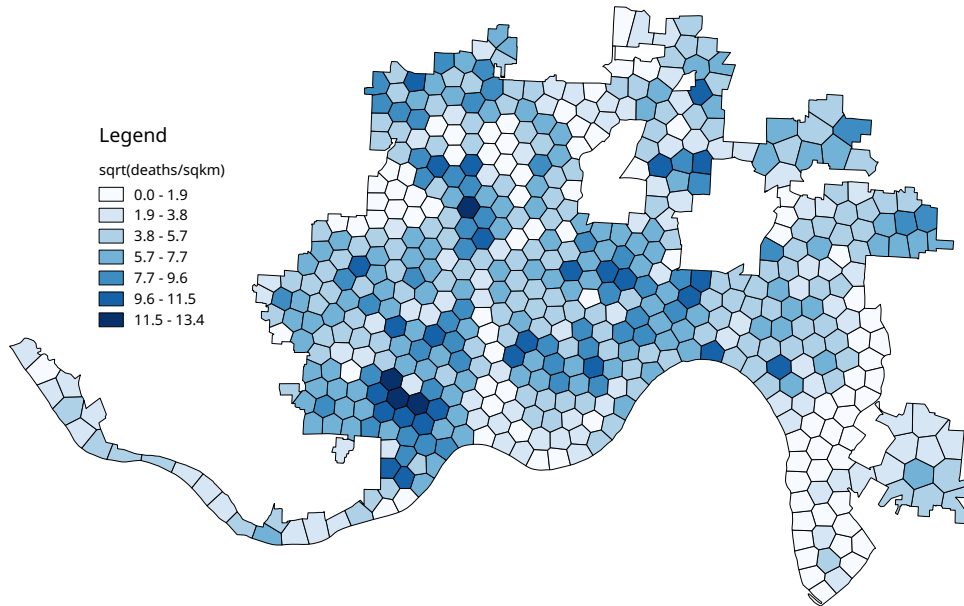 Legend
sqrt(deaths/sqkm)
0.0 - 1.9
1.9 - 3.8
3.8 - 5.7
5.7 - 7.7
7.7 - 9.6
9.6 - 11.5
11.5 - 13.4